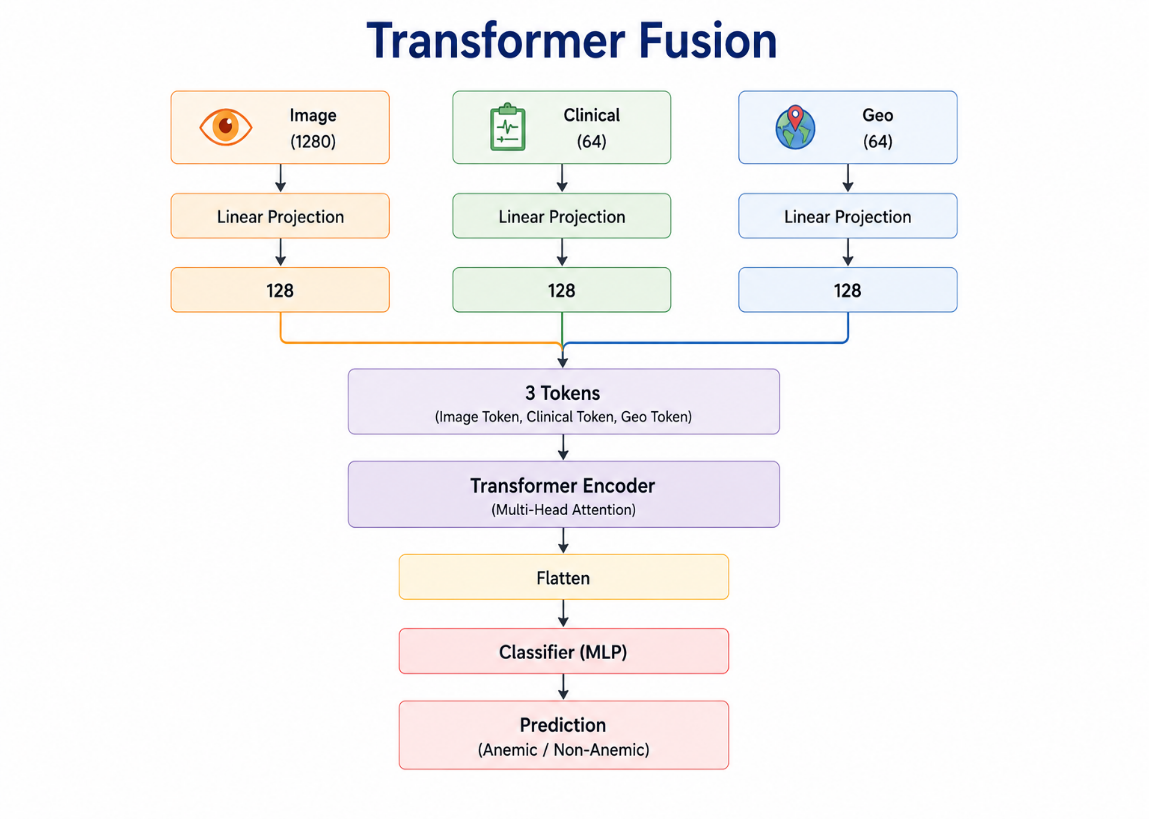 Transformer Fusion
Image
(1280)
Clinical
(64)
Geo
(64)
Linear Projection
Linear Projection
Linear Projection
128
128
128
3 Tokens
(Image Token, Clinical Token, Geo Token)
Transformer Encoder
(Multi-Head Attention)
Flatten
Classifier (MLP)
Prediction
(Anemic / Non-Anemic)